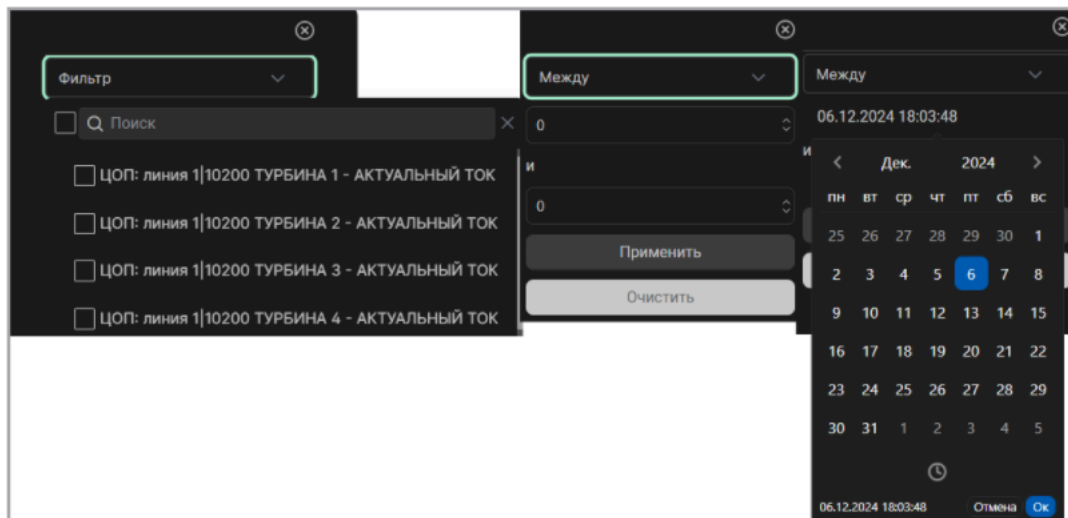 Фильтр
Поиск
ЦОП: линия 1|10200 ТУРБИНА 1 - АКТУАЛЬНЫЙ ТОК
ЦОП: линия 1|10200 ТУРБИНА 2 - АКТУАЛЬНЫЙ ТОК
ЦОП: линия 1|10200 ТУРБИНА 3 - АКТУАЛЬНЫЙ ТОК
ЦОП: линия 1|10200 ТУРБИНА 4 - АКТУАЛЬНЫЙ ТОК
Между
0
и
0
Применить
Очистить
Между
06.12.2024 18:03:48
и
Дек. 2024
пн вт ср чт пт сб вс
25 26 27 28 29 30 1
2 3 4 5 6 7 8
9 10 11 12 13 14 15
16 17 18 19 20 21 22
23 24 25 26 27 28 29
30 31 1 2 3 4 5
06.12.2024 18:03:48 Отмена Ок